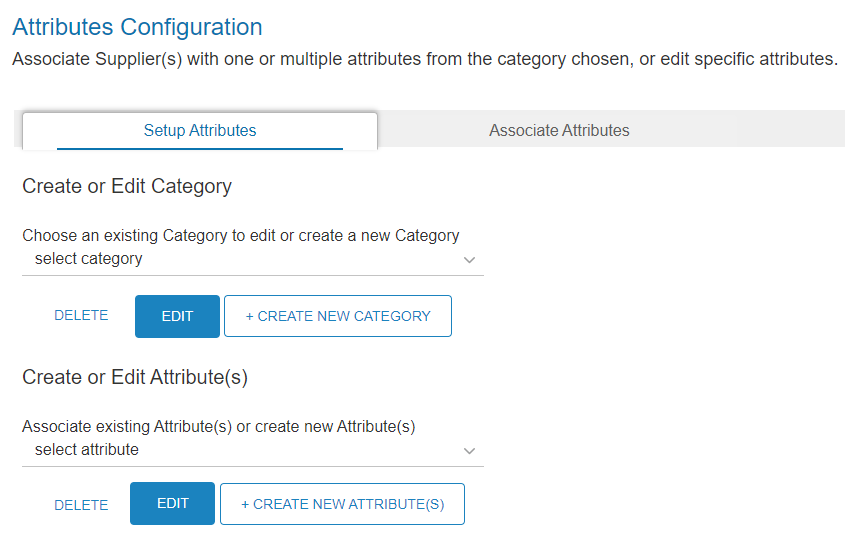 Attributes Configuration
Associate Supplier(s) with one or multiple attributes from the category chosen, or edit specific attributes.
Setup Attributes
Associate Attributes
Create or Edit Category
Choose an existing Category to edit or create a new Category
select category
DELETE
EDIT
+ CREATE NEW CATEGORY
Create or Edit Attribute(s)
Associate existing Attribute(s) or create new Attribute(s)
select attribute
DELETE
EDIT
+ CREATE NEW ATTRIBUTE(S)